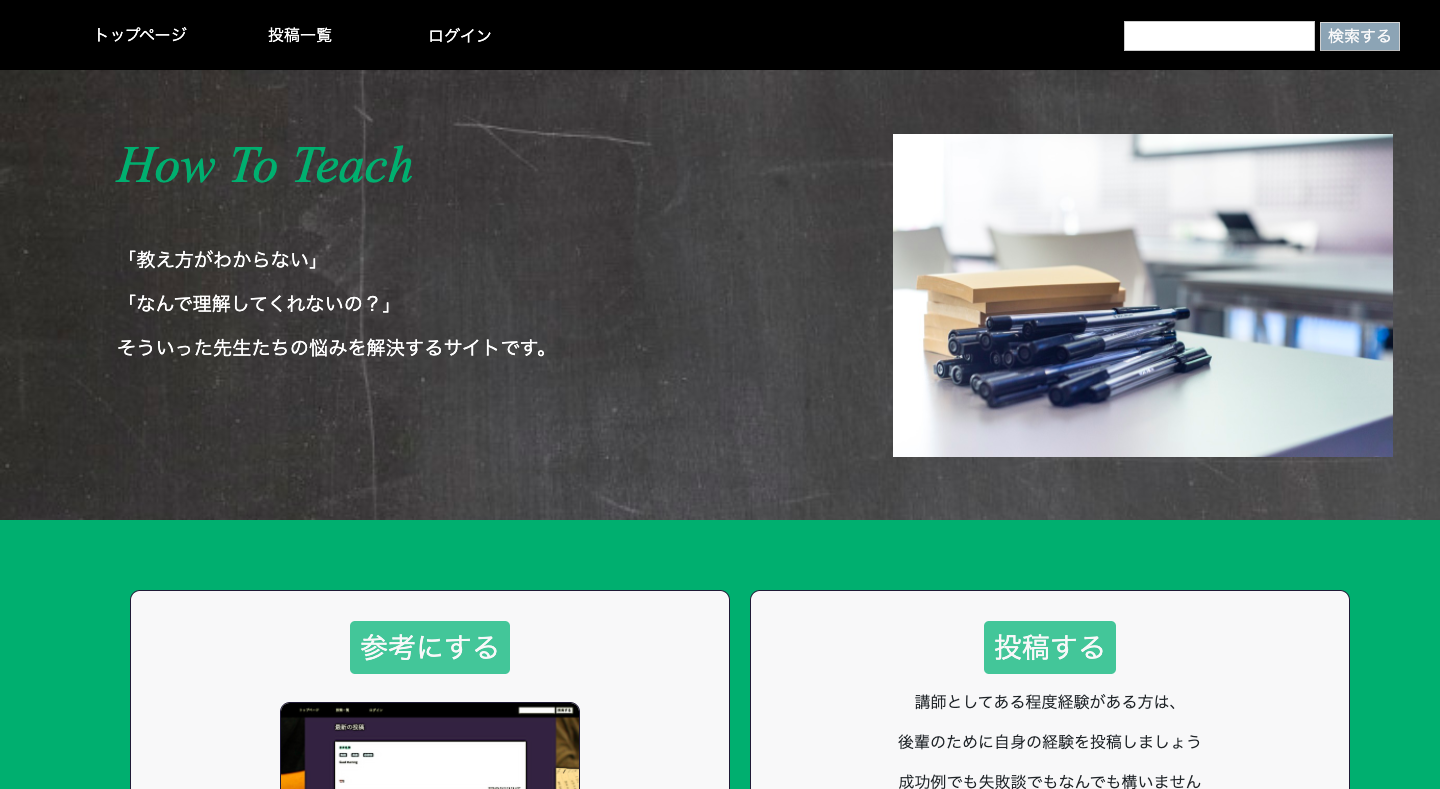 トップページ
投稿一覧
ログイン
検索する
How To Teach
「教え方がわからない」
「なんで理解してくれないの？」
そういった先生たちの悩みを解決するサイトです。
参考にする
トップページ 投稿一覧 ログイン 検索する
最新の投稿
投稿する
講師としてある程度経験がある方は、
後輩のために自身の経験を投稿しましょう
成功例でも失敗談でもなんでも構いません